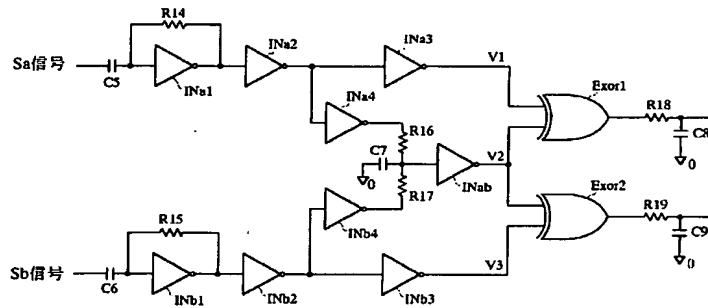 R14
INa2
INa3
V1
Sa信号
C5
INa1
INa4
Exor1
R18
C8
0
R16
C7
V2
0
INab
R17
Exor2
R19
C9
0
R15
INb4
Sb信号
C6
INb1
INb2
INb3
V3